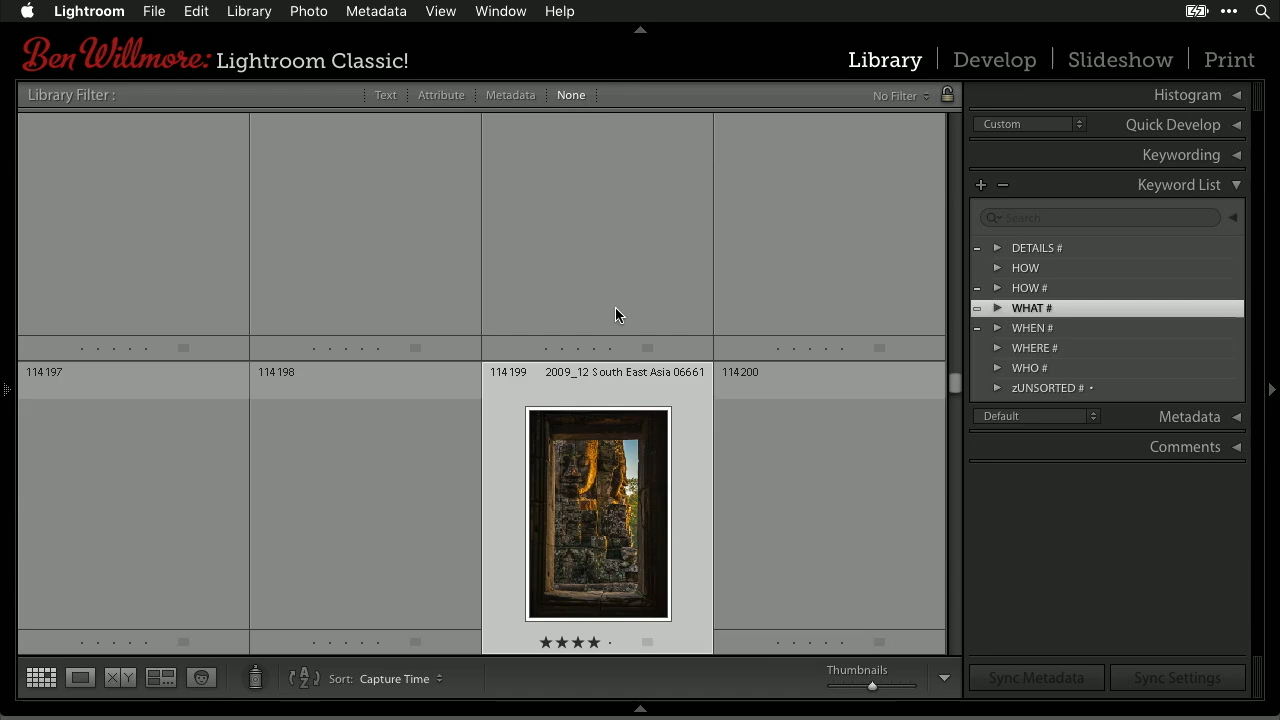 Lightroom File Edit Library Photo Metadata View Window Help
Ben Willmore: Lightroom Classic!
Library Develop Slideshow Print
Library Filter : Text Attribute Metadata None No Filter
Histogram
Custom Quick Develop
Keywording
Keyword List
Search
DETAILS #
HOW
HOW #
WHAT #
WHEN #
WHERE #
WHO #
zUNSORTED #
Default Metadata
Comments
114197 114198 114199 2009_12 South East Asia 06661 114200
X Y A Z Sort: Capture Time Thumbnails
Sync Metadata Sync Settings